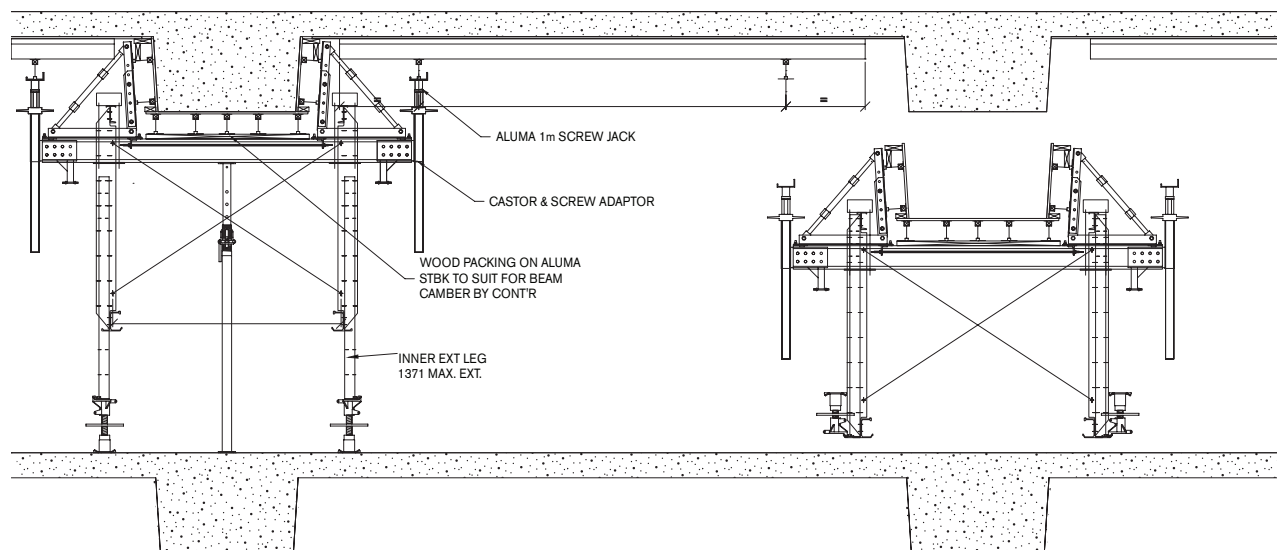 ALUMA 1m SCREW JACK
CASTOR & SCREW ADAPTOR
WOOD PACKING ON ALUMA
STBK TO SUIT FOR BEAM
CAMBER BY CONT'R
INNER EXT LEG
1371 MAX. EXT.